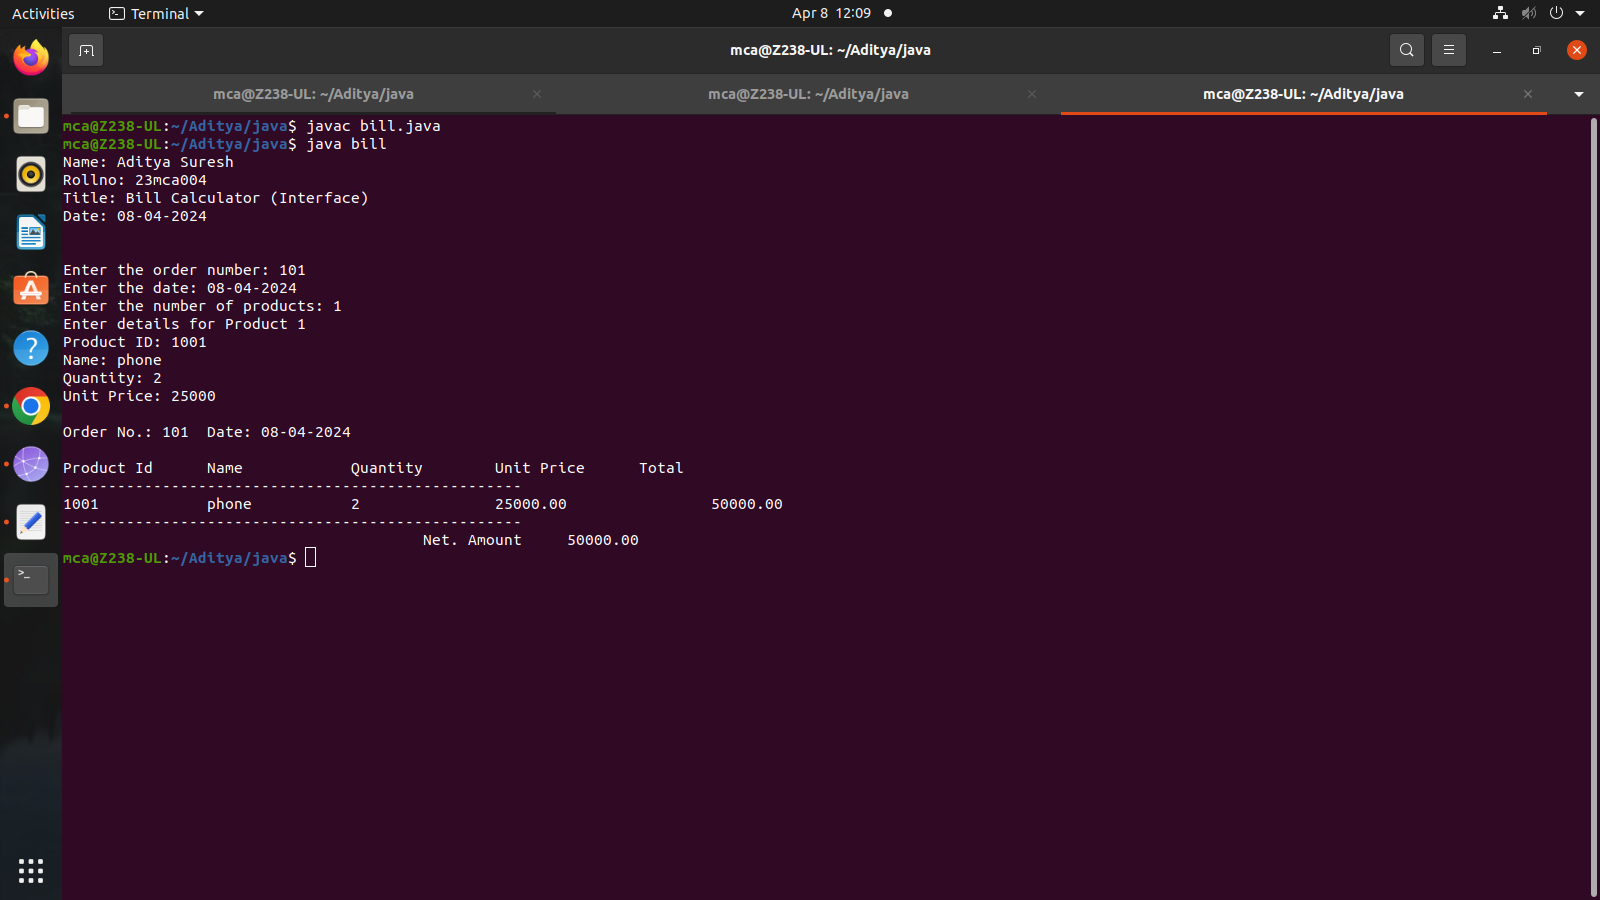 Activities Terminal Apr 8 12:09
mca@Z238-UL: ~/Aditya/java
mca@Z238-UL: ~/Aditya/java mca@Z238-UL: ~/Aditya/java mca@Z238-UL: ~/Aditya/java
mca@Z238-UL:~/Aditya/java$ javac bill.java
mca@Z238-UL:~/Aditya/java$ java bill
Name: Aditya Suresh
Rollno: 23mca004
Title: Bill Calculator (Interface)
Date: 08-04-2024
Enter the order number: 101
Enter the date: 08-04-2024
Enter the number of products: 1
Enter details for Product 1
Product ID: 1001
Name: phone
Quantity: 2
Unit Price: 25000
Order No.: 101  Date: 08-04-2024
Product Id      Name            Quantity        Unit Price      Total
---------------------------------------------------
1001            phone           2               25000.00                50000.00
---------------------------------------------------
                                        Net. Amount     50000.00
mca@Z238-UL:~/Aditya/java$